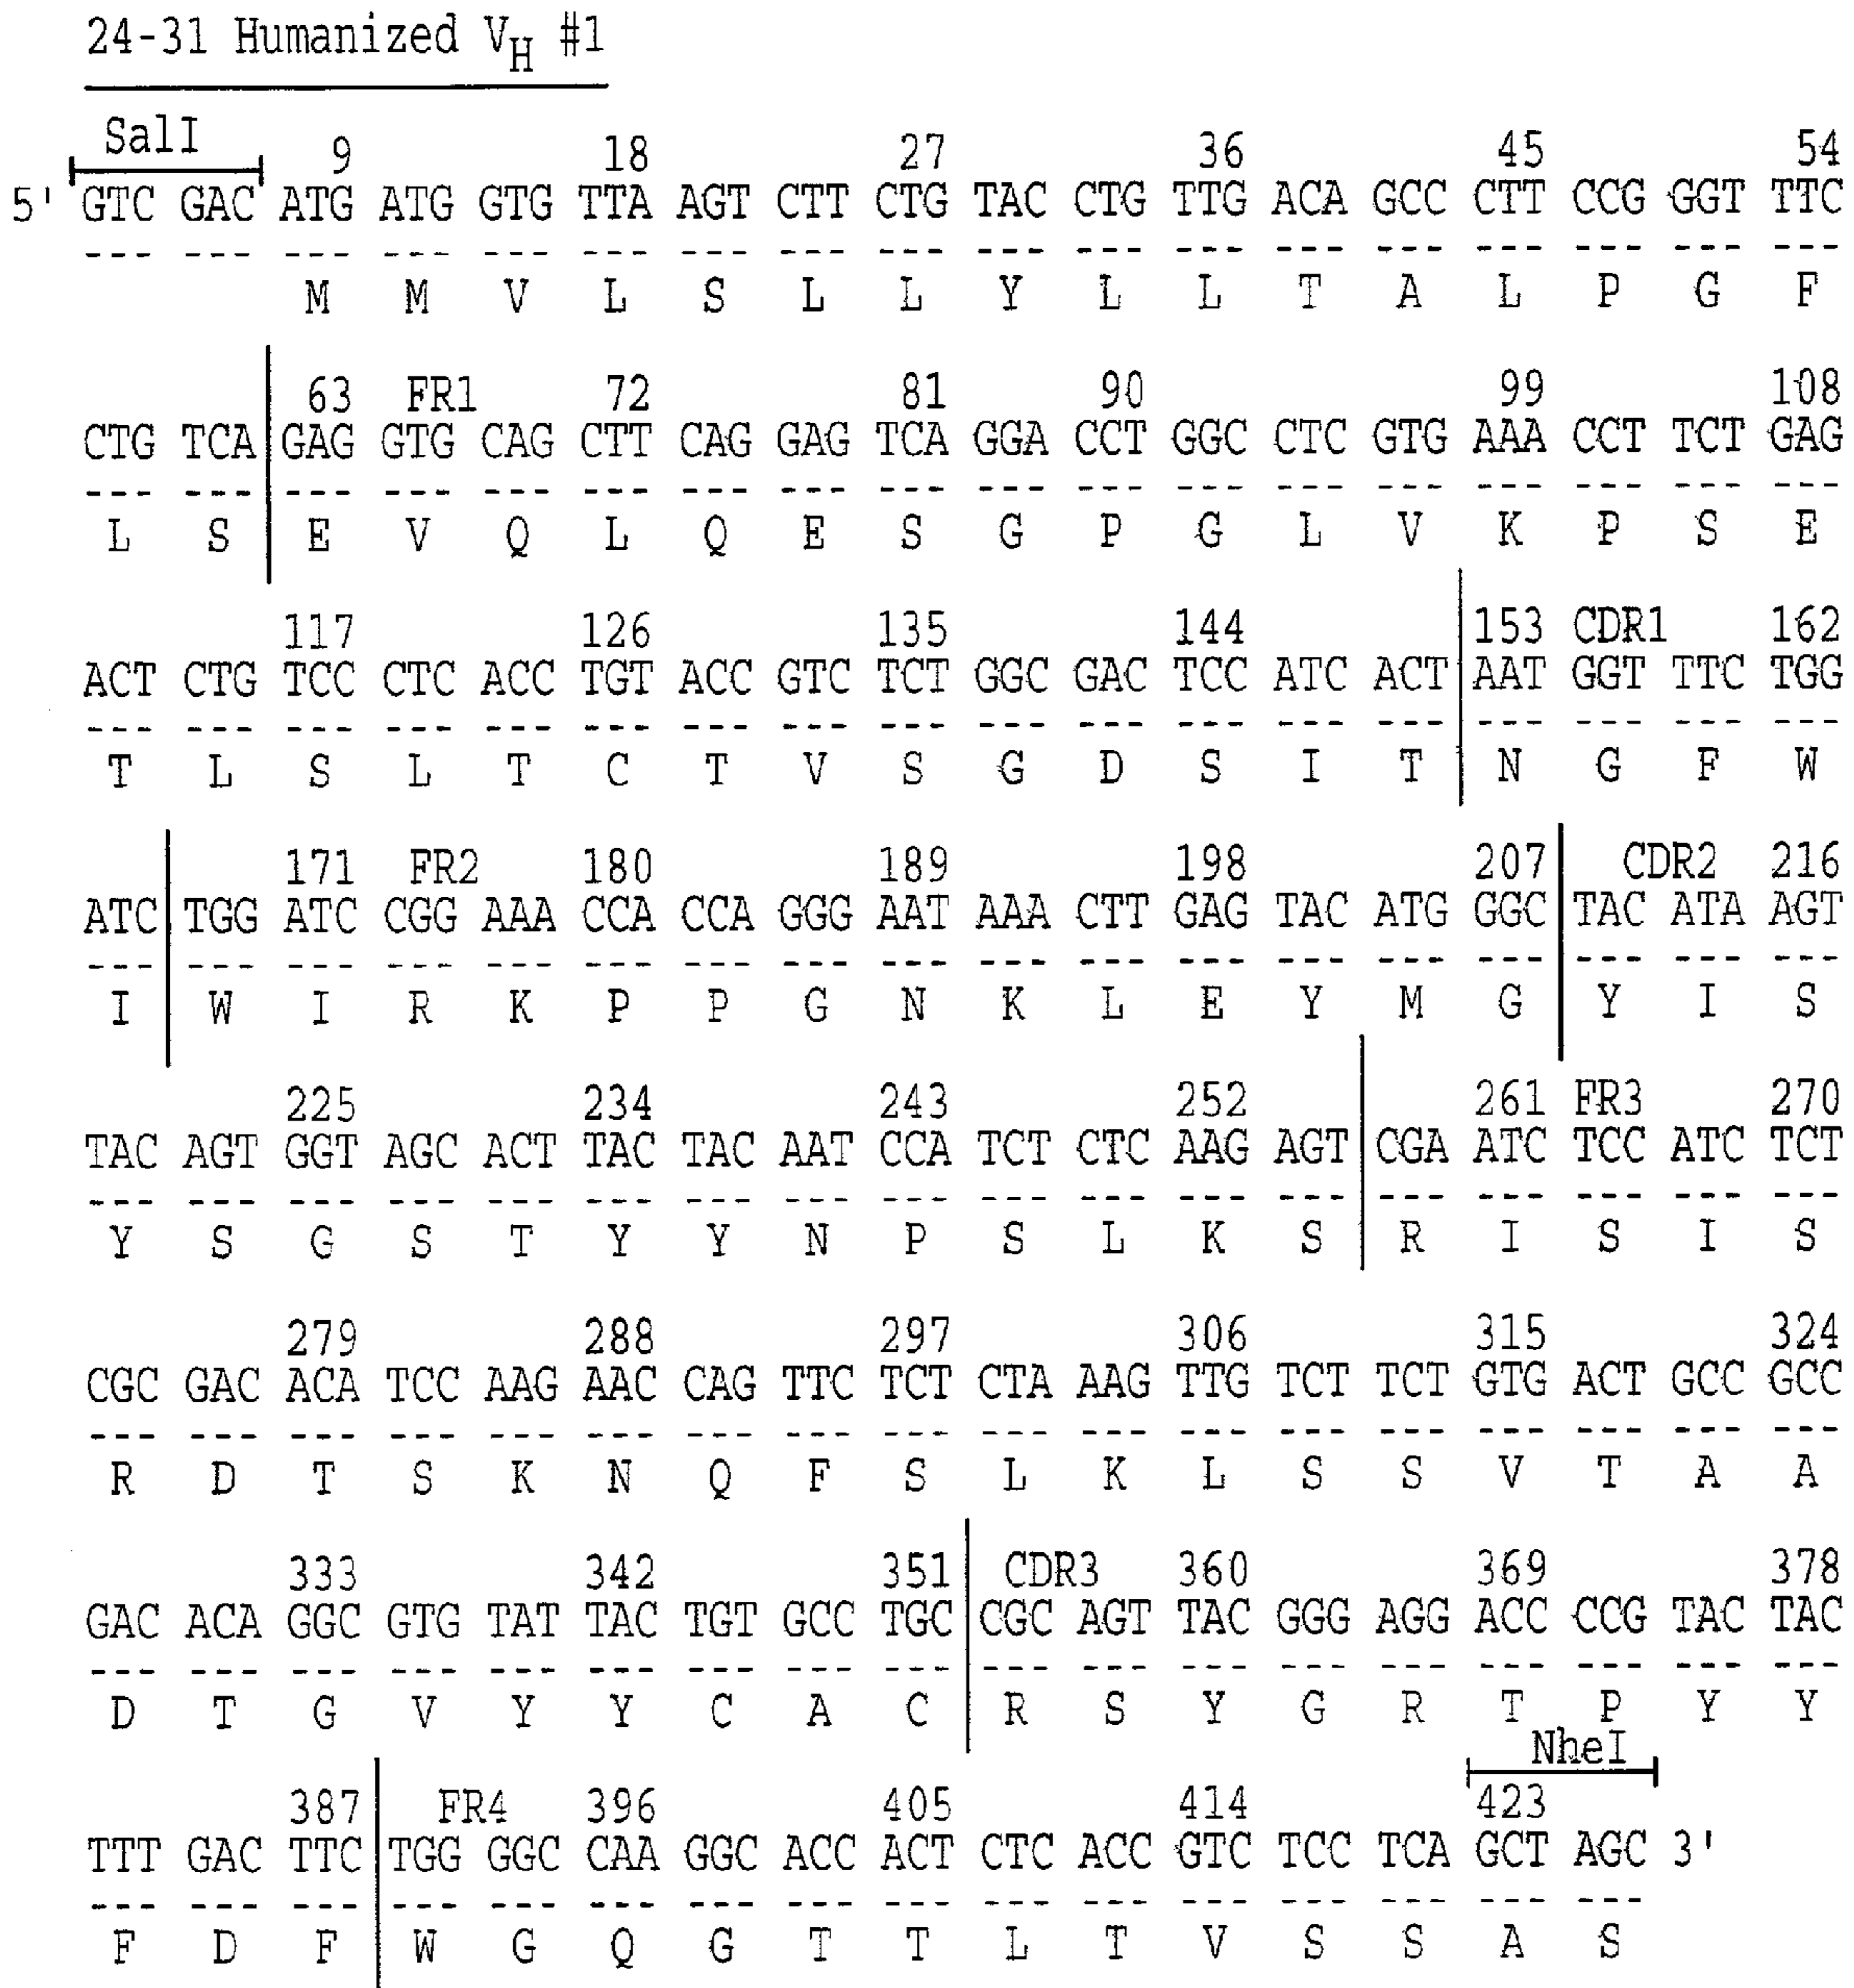 24-31 Humanized VH #1
SalI
9 18 27 36 45 54
5' GTC GAC ATG ATG GTG TTA AGT CTT CTG TAC CTG TTG ACA GCC CTT CCG GGT TTC
--- --- --- --- --- --- --- --- --- --- --- --- --- --- --- --- --- ---
M M V L S L L Y L L T A L P G F
63 FR1 72 81 90 99 108
CTG TCA GAG GTG CAG CTT CAG GAG TCA GGA CCT GGC CTC GTG AAA CCT TCT GAG
--- --- --- --- --- --- --- --- --- --- --- --- --- --- --- --- --- ---
L S E V Q L Q E S G P G L V K P S E
117 126 135 144 153 CDR1 162
ACT CTG TCC CTC ACC TGT ACC GTC TCT GGC GAC TCC ATC ACT AAT GGT TTC TGG
--- --- --- --- --- --- --- --- --- --- --- --- --- --- --- --- --- ---
T L S L T C T V S G D S I T N G F W
171 FR2 180 189 198 207 CDR2 216
ATC TGG ATC CGG AAA CCA CCA GGG AAT AAA CTT GAG TAC ATG GGC TAC ATA AGT
--- --- --- --- --- --- --- --- --- --- --- --- --- --- --- --- --- ---
I W I R K P P G N K L E Y M G Y I S
225 234 243 252 261 FR3 270
TAC AGT GGT AGC ACT TAC TAC AAT CCA TCT CTC AAG AGT CGA ATC TCC ATC TCT
--- --- --- --- --- --- --- --- --- --- --- --- --- --- --- --- --- ---
Y S G S T Y Y N P S L K S R I S I S
279 288 297 306 315 324
CGC GAC ACA TCC AAG AAC CAG TTC TCT CTA AAG TTG TCT TCT GTG ACT GCC GCC
--- --- --- --- --- --- --- --- --- --- --- --- --- --- --- --- --- ---
R D T S K N Q F S L K L S S V T A A
333 342 351 CDR3 360 369 378
GAC ACA GGC GTG TAT TAC TGT GCC TGC CGC AGT TAC GGG AGG ACC CCG TAC TAC
--- --- --- --- --- --- --- --- --- --- --- --- --- --- --- --- --- ---
D T G V Y Y C A C R S Y G R T P Y Y
NheI
387 FR4 396 405 414 423
TTT GAC TTC TGG GGC CAA GGC ACC ACT CTC ACC GTC TCC TCA GCT AGC 3'
--- --- --- --- --- --- --- --- --- --- --- --- --- --- --- ---
F D F W G Q G T T L T V S S A S